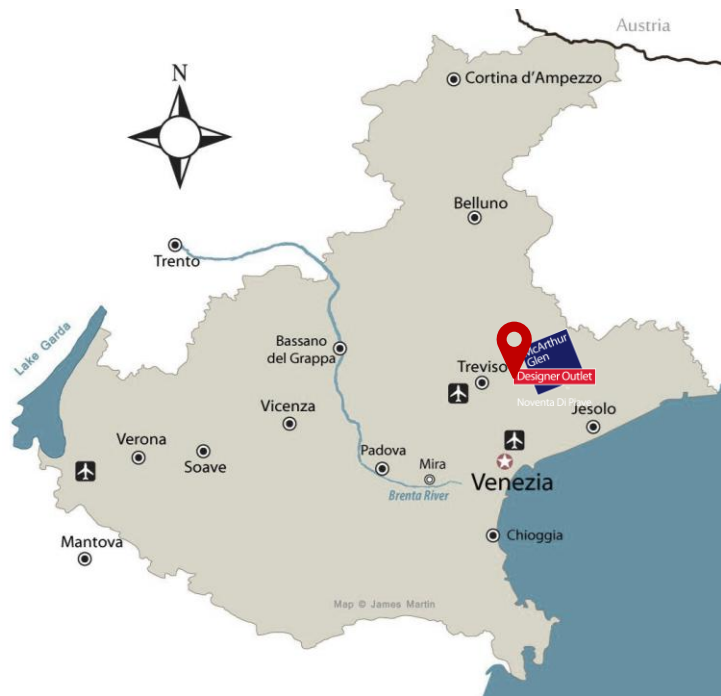 Austria
N
Cortina d'Ampezzo
Belluno
Trento
Lake Garda
Bassano
del Grappa
McArthur
Glen
Designer Outlet
Treviso
Noventa Di Piave
Jesolo
Vicenza
Verona
Soave
Padova
Mira
Venezia
Brenta River
Mantova
Chioggia
Map © James Martin